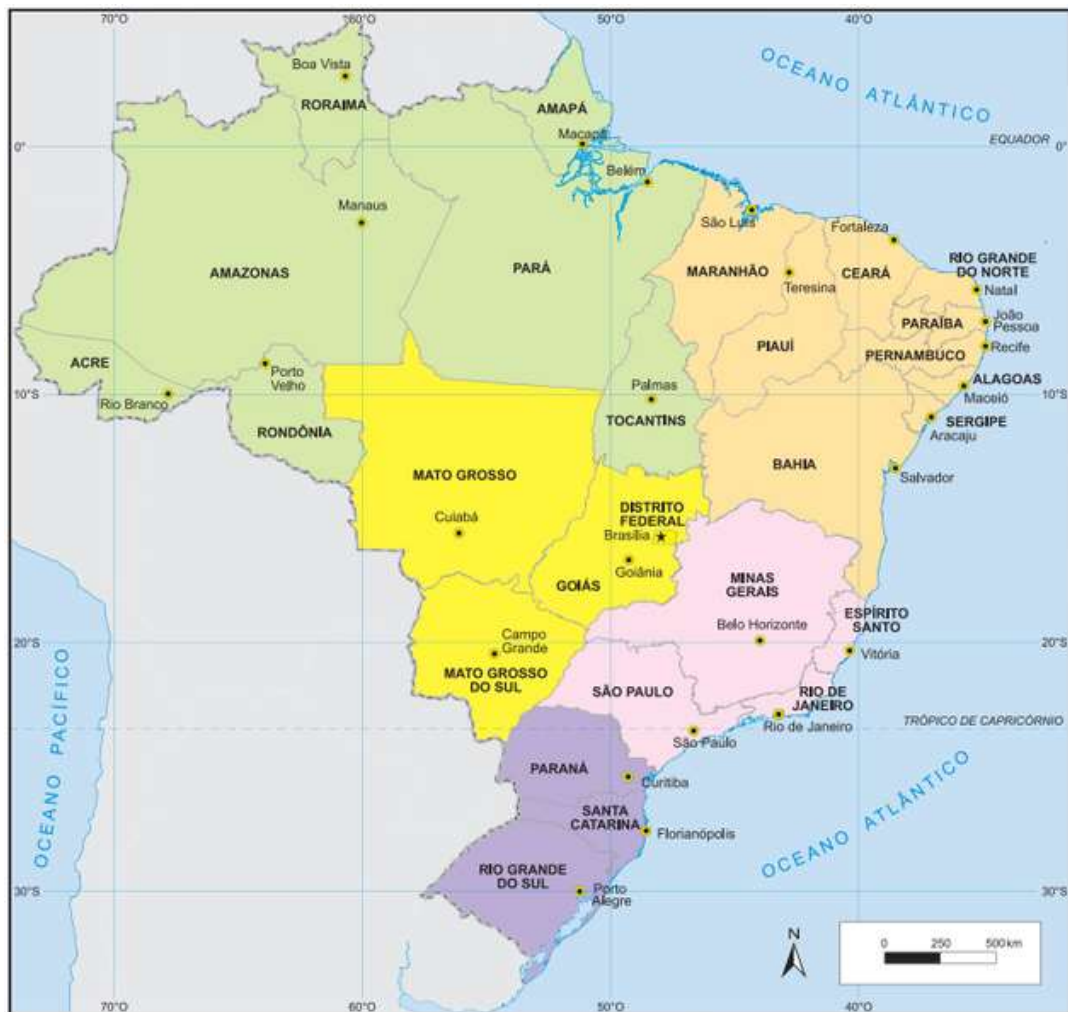 70°O
60°O
50°O
40°O
OCEANO ATLÂNTICO
Boa Vista
RORAIMA
AMAPÁ
Macapá
EQUADOR
0°
0°
Belém
Manaus
São Luís
Fortaleza
AMAZONAS
PARÁ
MARANHÃO
CEARÁ
RIO GRANDE
DO NORTE
Teresina
Natal
PARAÍBA
João
Pessoa
PIAUÍ
PERNAMBUCO
Recife
ACRE
Porto
Velho
Rio Branco
Palmas
ALAGOAS
Maceió
10°S
10°S
TOCANTINS
SERGIPE
RONDÔNIA
Aracaju
MATO GROSSO
BAHIA
Salvador
Cuiabá
DISTRITO
FEDERAL
Brasília
Goiânia
GOIÁS
MINAS
GERAIS
ESPÍRITO
SANTO
Belo Horizonte
Campo
Grande
20°S
20°S
Vitória
MATO GROSSO
DO SUL
SÃO PAULO
RIO DE
JANEIRO
OCEANO PACÍFICO
TRÓPICO DE CAPRICÓRNIO
Rio de Janeiro
São Paulo
PARANÁ
Curitiba
SANTA
CATARINA
OCEANO ATLÂNTICO
Florianópolis
RIO GRANDE
DO SUL
Porto
Alegre
30°S
30°S
N
0 250 500 km
70°O
60°O
50°O
40°O